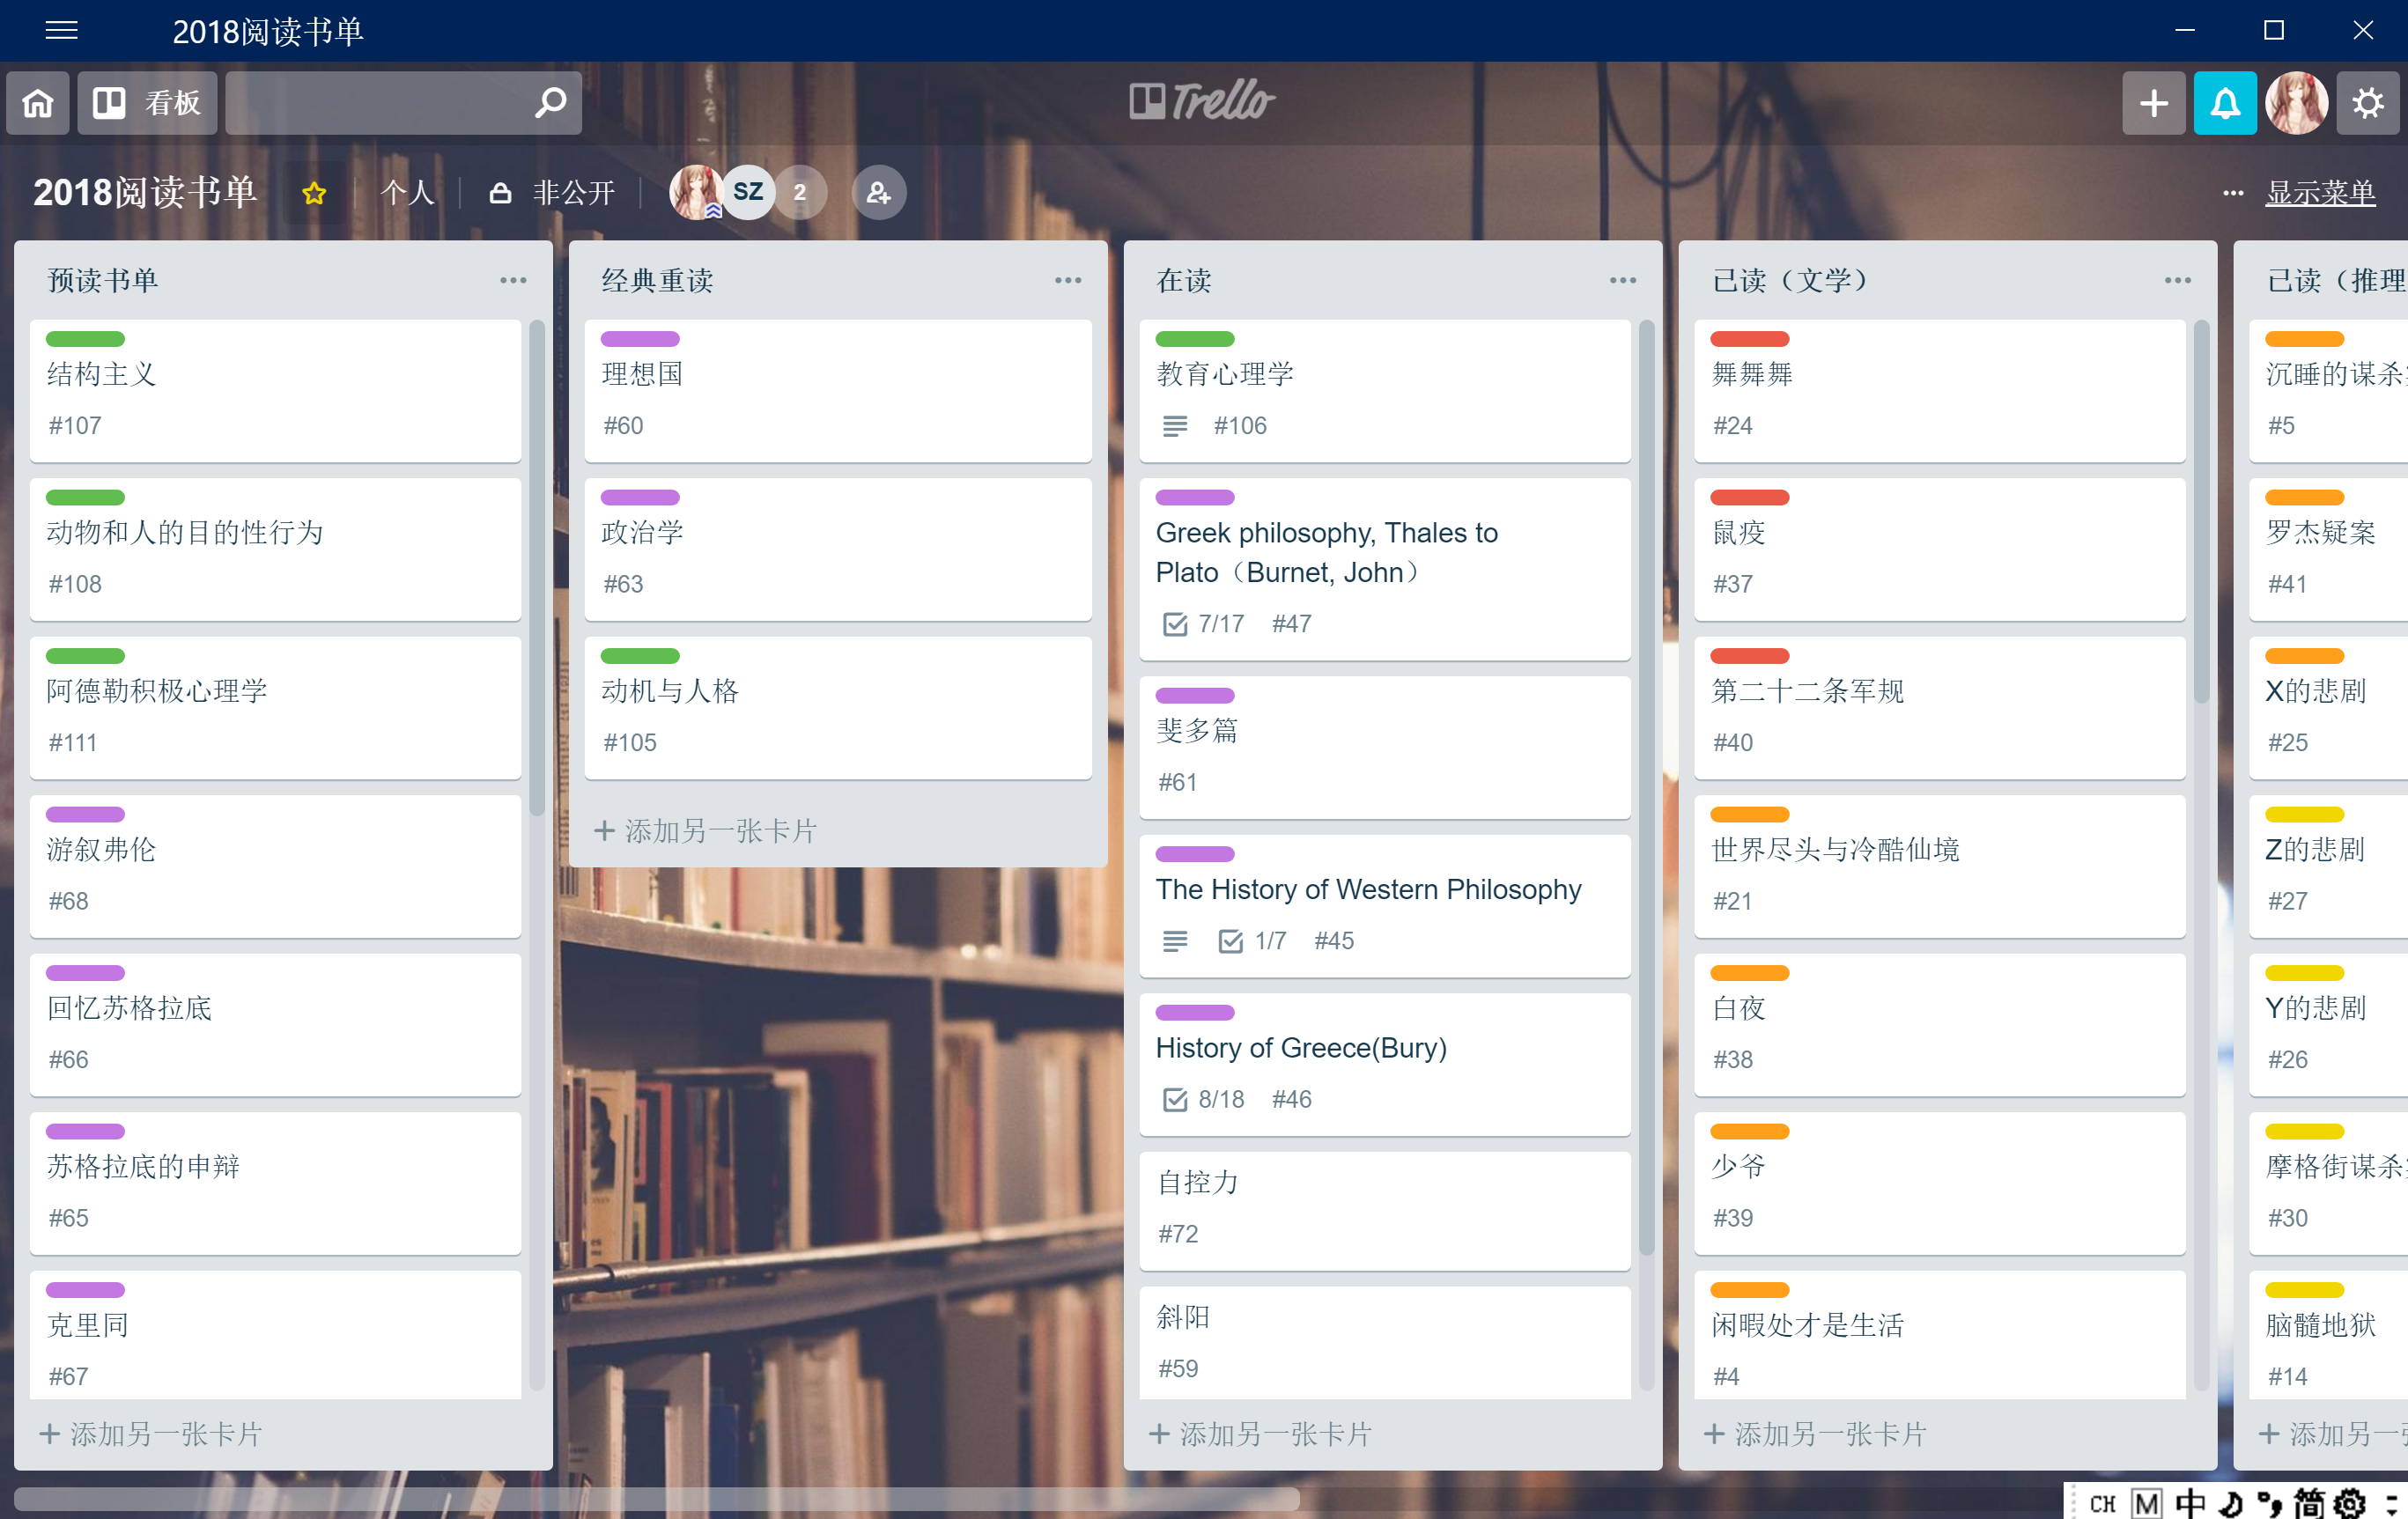 2018阅读书单
看板
Trello
2018阅读书单
个人
非公开
SZ
2
显示菜单
预读书单
结构主义
#107
动物和人的目的性行为
#108
阿德勒积极心理学
#111
游叙弗伦
#68
回忆苏格拉底
#66
苏格拉底的申辩
#65
克里同
#67
添加另一张卡片
经典重读
理想国
#60
政治学
#63
动机与人格
#105
添加另一张卡片
在读
教育心理学
#106
Greek philosophy, Thales to
Plato（Burnet, John）
7/17 #47
斐多篇
#61
The History of Western Philosophy
1/7 #45
History of Greece(Bury)
8/18 #46
自控力
#72
斜阳
#59
添加另一张卡片
已读（文学）
舞舞舞
#24
鼠疫
#37
第二十二条军规
#40
世界尽头与冷酷仙境
#21
白夜
#38
少爷
#39
闲暇处才是生活
#4
添加另一张卡片
已读（推理
沉睡的谋杀
#5
罗杰疑案
#41
X的悲剧
#25
Z的悲剧
#27
Y的悲剧
#26
摩格街谋杀
#30
脑髓地狱
#14
添加另一
CH M 中 简